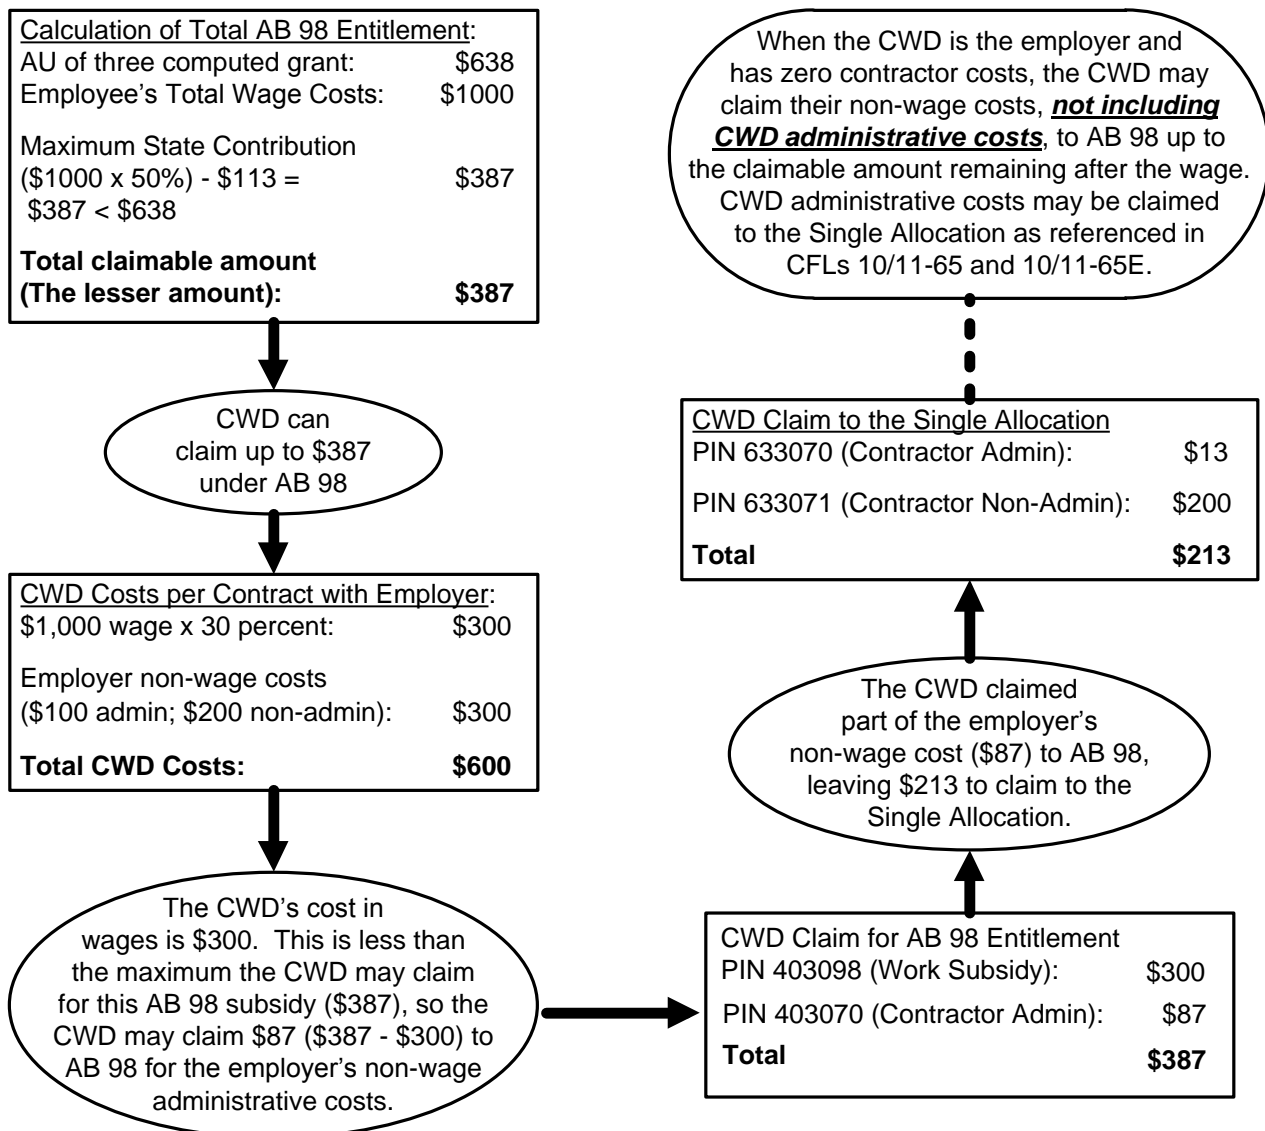 Calculation of Total AB 98 Entitlement:
AU of three computed grant: $638
Employee's Total Wage Costs: $1000
Maximum State Contribution
($1000 x 50%) - $113 = $387
$387 < $638
Total claimable amount
(The lesser amount): $387
CWD can
claim up to $387
under AB 98
CWD Costs per Contract with Employer:
$1,000 wage x 30 percent: $300
Employer non-wage costs
($100 admin; $200 non-admin): $300
Total CWD Costs: $600
The CWD's cost in
wages is $300.  This is less than
the maximum the CWD may claim
for this AB 98 subsidy ($387), so the
CWD may claim $87 ($387 - $300) to
AB 98 for the employer's non-wage
administrative costs.
CWD Claim for AB 98 Entitlement
PIN 403098 (Work Subsidy): $300
PIN 403070 (Contractor Admin): $87
Total $387
The CWD claimed
part of the employer's
non-wage cost ($87) to AB 98,
leaving $213 to claim to the
Single Allocation.
CWD Claim to the Single Allocation
PIN 633070 (Contractor Admin): $13
PIN 633071 (Contractor Non-Admin): $200
Total $213
When the CWD is the employer and
has zero contractor costs, the CWD may
claim their non-wage costs, not including
CWD administrative costs, to AB 98 up to
the claimable amount remaining after the wage.
CWD administrative costs may be claimed
to the Single Allocation as referenced in
CFLs 10/11-65 and 10/11-65E.